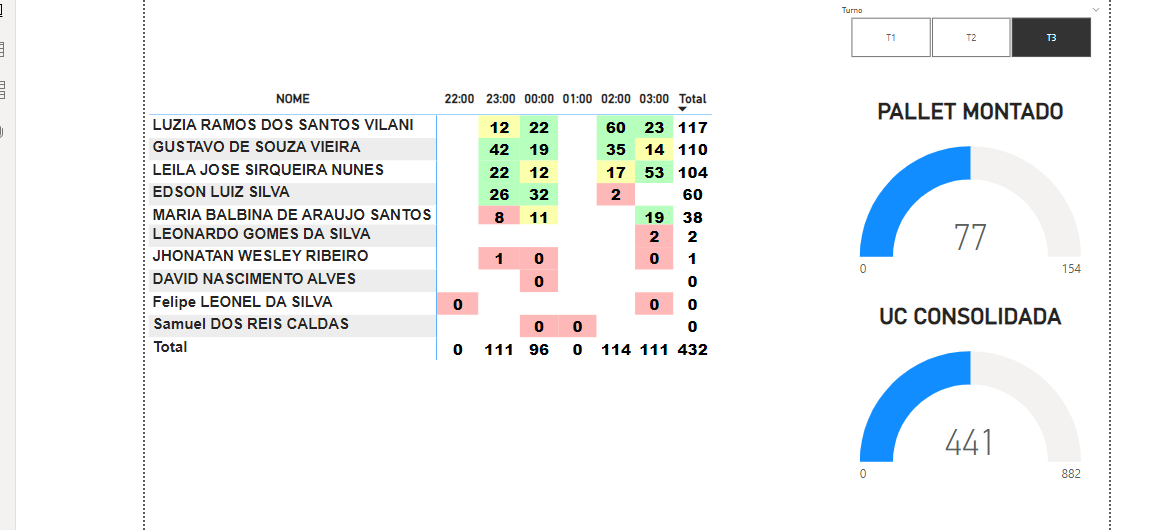 Turno
T1 T2 T3
NOME 22:00 23:00 00:00 01:00 02:00 03:00 Total
LUZIA RAMOS DOS SANTOS VILANI 12 22 60 23 117
GUSTAVO DE SOUZA VIEIRA 42 19 35 14 110
LEILA JOSE SIRQUEIRA NUNES 22 12 17 53 104
EDSON LUIZ SILVA 26 32 2 60
MARIA BALBINA DE ARAUJO SANTOS 8 11 19 38
LEONARDO GOMES DA SILVA 2 2
JHONATAN WESLEY RIBEIRO 1 0 0 1
DAVID NASCIMENTO ALVES 0 0
Felipe LEONEL DA SILVA 0 0 0
Samuel DOS REIS CALDAS 0 0 0
Total 0 111 96 0 114 111 432
PALLET MONTADO
77
0 154
UC CONSOLIDADA
441
0 882